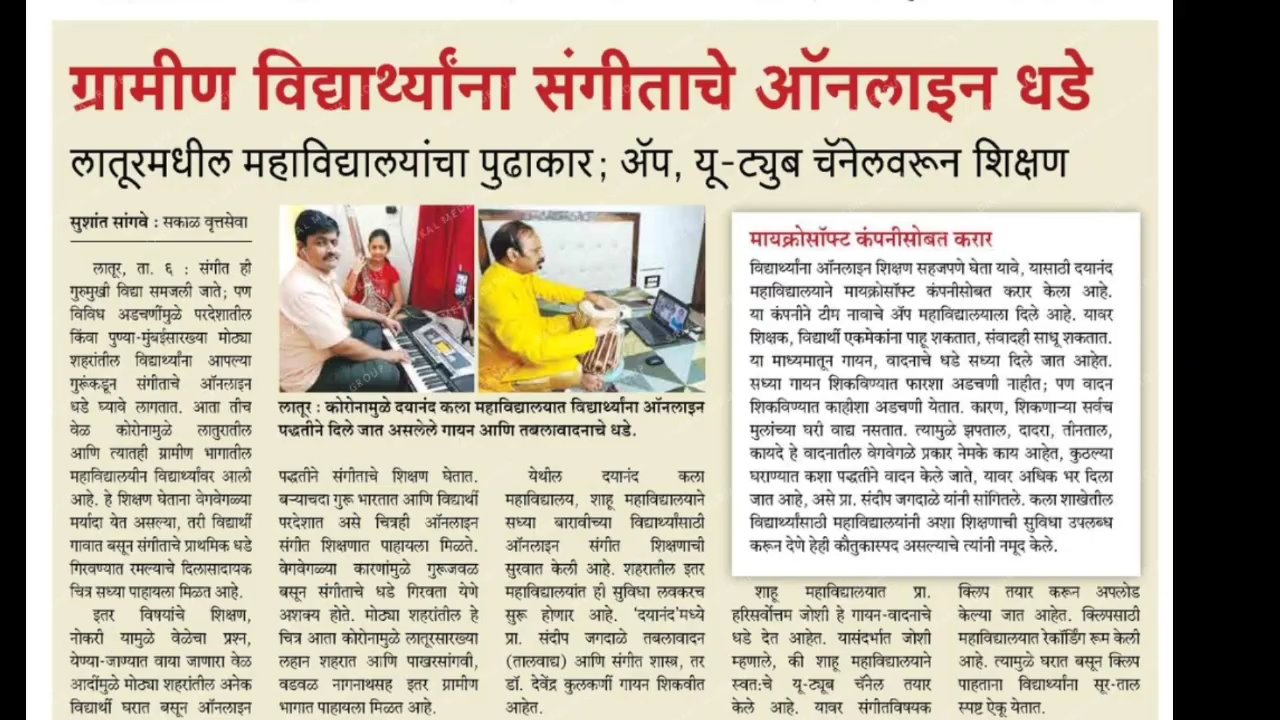 ग्रामीण विद्यार्थ्यांना संगीताचे ऑनलाइन धडे
लातूरमधील महाविद्यालयांचा पुढाकार; ॲप, यू-ट्युब चॅनेलवरून शिक्षण
सुशांत सांगवे : सकाळ वृत्तसेवा
लातूर, ता. ६ : संगीत ही
गुरुमुखी विद्या समजली जाते; पण
विविध अडचणींमुळे परदेशातील
किंवा पुण्या-मुंबईसारख्या मोठ्या
शहरांतील विद्यार्थ्यांना आपल्या
गुरूंकडून संगीताचे ऑनलाइन
धडे घ्यावे लागतात. आता तीच
वेळ कोरोनामुळे लातुरातील
आणि त्यातही ग्रामीण भागातील
महाविद्यालयीन विद्यार्थ्यांवर आली
आहे. हे शिक्षण घेताना वेगवेगळ्या
मर्यादा येत असल्या, तरी विद्यार्थी
गावात बसून संगीताचे प्राथमिक धडे
गिरवण्यात रमल्याचे दिलासादायक
चित्र सध्या पाहायला मिळत आहे.
इतर विषयांचे शिक्षण,
नोकरी यामुळे वेळेचा प्रश्न,
येण्या-जाण्यात वाया जाणारा वेळ
आदींमुळे मोठ्या शहरांतील अनेक
विद्यार्थी घरात बसून ऑनलाइन
लातूर : कोरोनामुळे दयानंद कला महाविद्यालयात विद्यार्थ्यांना ऑनलाइन
पद्धतीने दिले जात असलेले गायन आणि तबलावादनाचे धडे.
पद्धतीने संगीताचे शिक्षण घेतात.
बऱ्याचदा गुरू भारतात आणि विद्यार्थी
परदेशात असे चित्रही ऑनलाइन
संगीत शिक्षणात पाहायला मिळते.
वेगवेगळ्या कारणांमुळे गुरूजवळ
बसून संगीताचे धडे गिरवता येणे
अशक्य होते. मोठ्या शहरांतील हे
चित्र आता कोरोनामुळे लातूरसारख्या
लहान शहरात आणि पाखरसांगवी,
वडवळ नागनाथसह इतर ग्रामीण
भागात पाहायला मिळत आहे.
येथील दयानंद कला
महाविद्यालय, शाहू महाविद्यालयाने
सध्या बारावीच्या विद्यार्थ्यांसाठी
ऑनलाइन संगीत शिक्षणाची
सुरवात केली आहे. शहरातील इतर
महाविद्यालयांत ही सुविधा लवकरच
सुरू होणार आहे. ‘दयानंद’मध्ये
प्रा. संदीप जगदाळे तबलावादन
(तालवाद्य) आणि संगीत शास्त्र, तर
डॉ. देवेंद्र कुलकर्णी गायन शिकवीत
आहेत.
मायक्रोसॉफ्ट कंपनीसोबत करार
विद्यार्थ्यांना ऑनलाइन शिक्षण सहजपणे घेता यावे, यासाठी दयानंद
महाविद्यालयाने मायक्रोसॉफ्ट कंपनीसोबत करार केला आहे.
या कंपनीने टीम नावाचे ॲप महाविद्यालयाला दिले आहे. यावर
शिक्षक, विद्यार्थी एकमेकांना पाहू शकतात, संवादही साधू शकतात.
या माध्यमातून गायन, वादनाचे धडे सध्या दिले जात आहेत.
सध्या गायन शिकविण्यात फारशा अडचणी नाहीत; पण वादन
शिकविण्यात काहीशा अडचणी येतात. कारण, शिकणाऱ्या सर्वच
मुलांच्या घरी वाद्य नसतात. त्यामुळे झपताल, दादरा, तीनताल,
कायदे हे वादनातील वेगवेगळे प्रकार नेमके काय आहेत, कुठल्या
घराण्यात कशा पद्धतीने वादन केले जाते, यावर अधिक भर दिला
जात आहे, असे प्रा. संदीप जगदाळे यांनी सांगितले. कला शाखेतील
विद्यार्थ्यांसाठी महाविद्यालयांनी अशा शिक्षणाची सुविधा उपलब्ध
करून देणे हेही कौतुकास्पद असल्याचे त्यांनी नमूद केले.
शाहू महाविद्यालयात प्रा.
हरिसर्वोत्तम जोशी हे गायन-वादनाचे
धडे देत आहेत. यासंदर्भात जोशी
म्हणाले, की शाहू महाविद्यालयाने
स्वतःचे यू-ट्यूब चॅनेल तयार
केले आहे. यावर संगीतविषयक
क्लिप तयार करून अपलोड
केल्या जात आहेत. क्लिपसाठी
महाविद्यालयात रेकॉर्डिंग रूम केली
आहे. त्यामुळे घरात बसून क्लिप
पाहताना विद्यार्थ्यांना सूर-ताल
स्पष्ट ऐकू येतात.